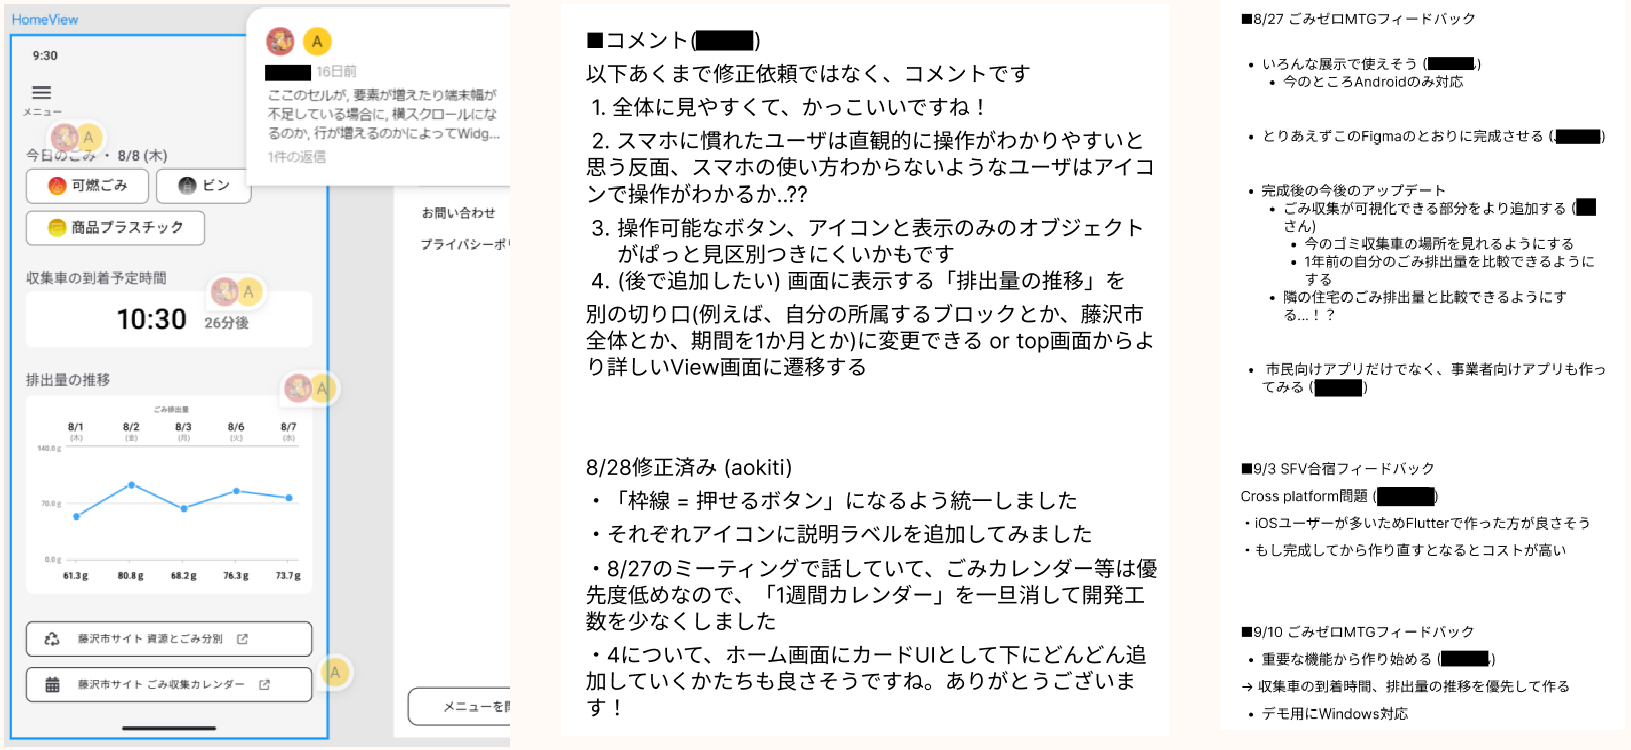 HomeView
9:30
メニュー
A
16日前
ここのセルが, 要素が増えたり端末幅が
不足している場合に, 横スクロールにな
るのか, 行が増えるのかによってWidg...
1件の返信
A
今日のごみ ・ 8/8 (木)
可燃ごみ
ビン
商品プラスチック
収集車の到着予定時間
A
10:30
26分後
排出量の推移
A
ごみ排出量
8/1 8/2 8/3 8/6 8/7
(木) (金) (月) (火) (水)
140.0 g
70.0 g
0.0 g
61.3 g 80.8 g 68.2 g 76.3 g 73.7 g
藤沢市サイト 資源とごみ分別
藤沢市サイト ごみ収集カレンダー
A
お問い合わせ
プライバシーポリ
メニューを
■コメント( )
以下あくまで修正依頼ではなく、コメントです
1. 全体に見やすくて、かっこいいですね！
2. スマホに慣れたユーザは直観的に操作がわかりやすいと
思う反面、スマホの使い方わからないようなユーザはアイコ
ンで操作がわかるか..??
3. 操作可能なボタン、アイコンと表示のみのオブジェクト
がぱっと見区別つきにくいかもです
4. (後で追加したい) 画面に表示する「排出量の推移」を
別の切り口(例えば、自分の所属するブロックとか、藤沢市
全体とか、期間を1か月とか)に変更できる or top画面からよ
り詳しいView画面に遷移する
8/28修正済み (aokiti)
・「枠線 = 押せるボタン」になるよう統一しました
・それぞれアイコンに説明ラベルを追加してみました
・8/27のミーティングで話していて、ごみカレンダー等は優
先度低めなので、「1週間カレンダー」を一旦消して開発工
数を少なくしました
・4について、ホーム画面にカードUIとして下にどんどん追
加していくかたちも良さそうですね。ありがとうございま
す！
■8/27 ごみゼロMTGフィードバック
• いろんな展示で使えそう ( )
• 今のところAndroidのみ対応
• とりあえずこのFigmaのとおりに完成させる ( )
• 完成後の今後のアップデート
• ごみ収集が可視化できる部分をより追加する (
さん)
• 今のゴミ収集車の場所を見れるようにする
• 1年前の自分のごみ排出量を比較できるように
する
• 隣の住宅のごみ排出量と比較できるようにす
る...！？
• 市民向けアプリだけでなく、事業者向けアプリも作っ
てみる ( )
■9/3 SFV合宿フィードバック
Cross platform問題 ( )
・iOSユーザーが多いためFlutterで作った方が良さそう
・もし完成してから作り直すとなるとコストが高い
■9/10 ごみゼロMTGフィードバック
• 重要な機能から作り始める ( )
→ 収集車の到着時間、排出量の推移を優先して作る
• デモ用にWindows対応